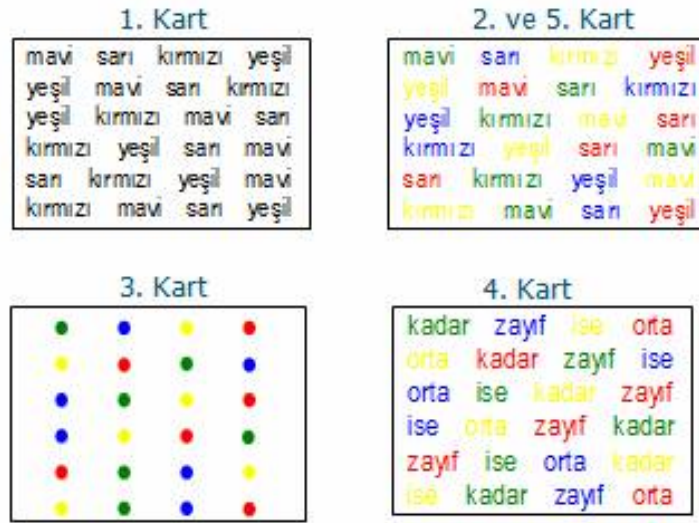 1. Kart
mavi sarı kırmızı yeşil
yeşil mavi sarı kırmızı
yeşil kırmızı mavi sarı
kırmızı yeşil sarı mavi
sarı kırmızı yeşil mavi
kırmızı mavi sarı yeşil
2. ve 5. Kart
mavi sarı kırmızı yeşil
yeşil mavi sarı kırmızı
yeşil kırmızı mavi sarı
kırmızı yeşil sarı mavi
sarı kırmızı yeşil mavi
kırmızı mavi sarı yeşil
3. Kart
4. Kart
kadar zayıf ise orta
orta kadar zayıf ise
orta ise kadar zayıf
ise orta zayıf kadar
zayıf ise orta kadar
ise kadar zayıf orta